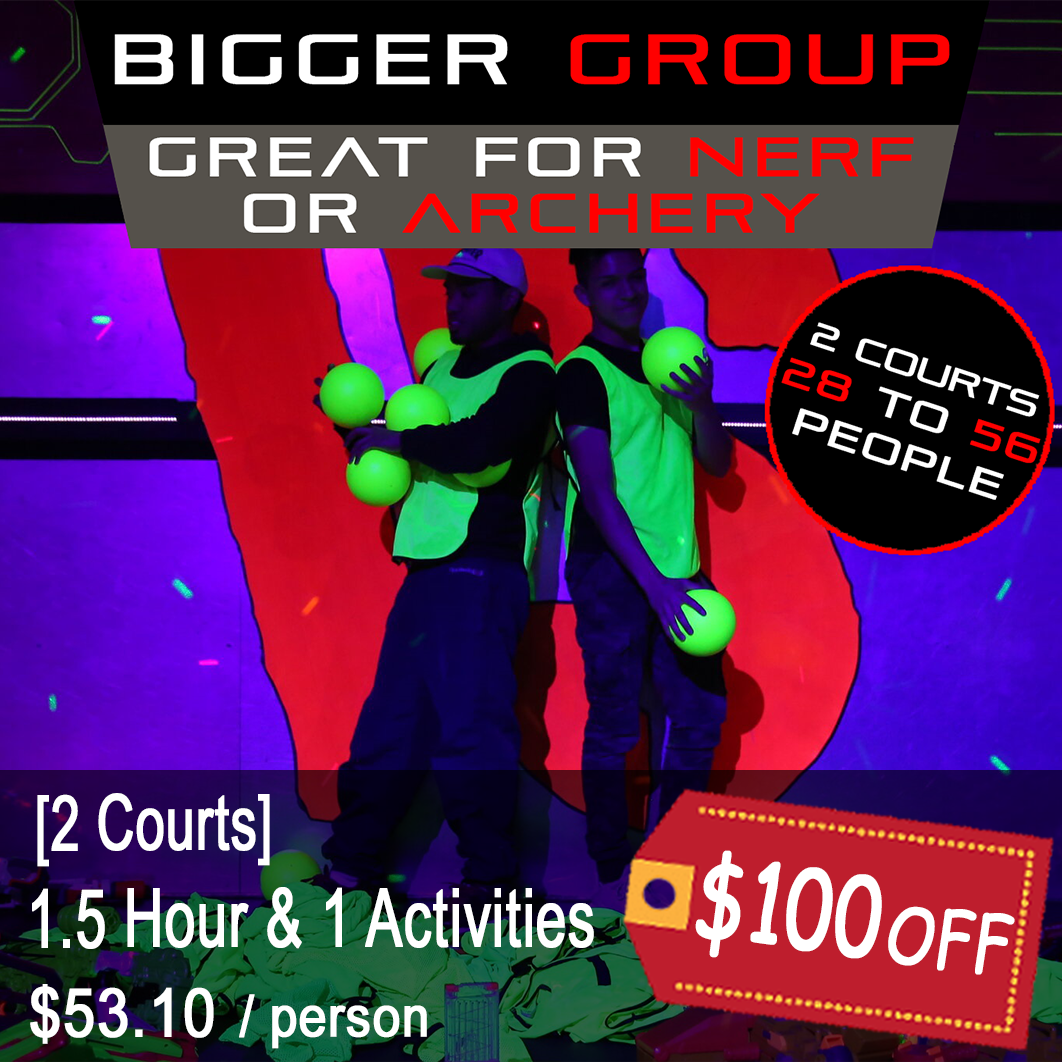 BIGGER GROUP
GREAT FOR NERF
OR ARCHERY
2 COURTS
28 TO 56
PEOPLE
[2 Courts]
1.5 Hour & 1 Activities
$53.10 / person
$100 OFF